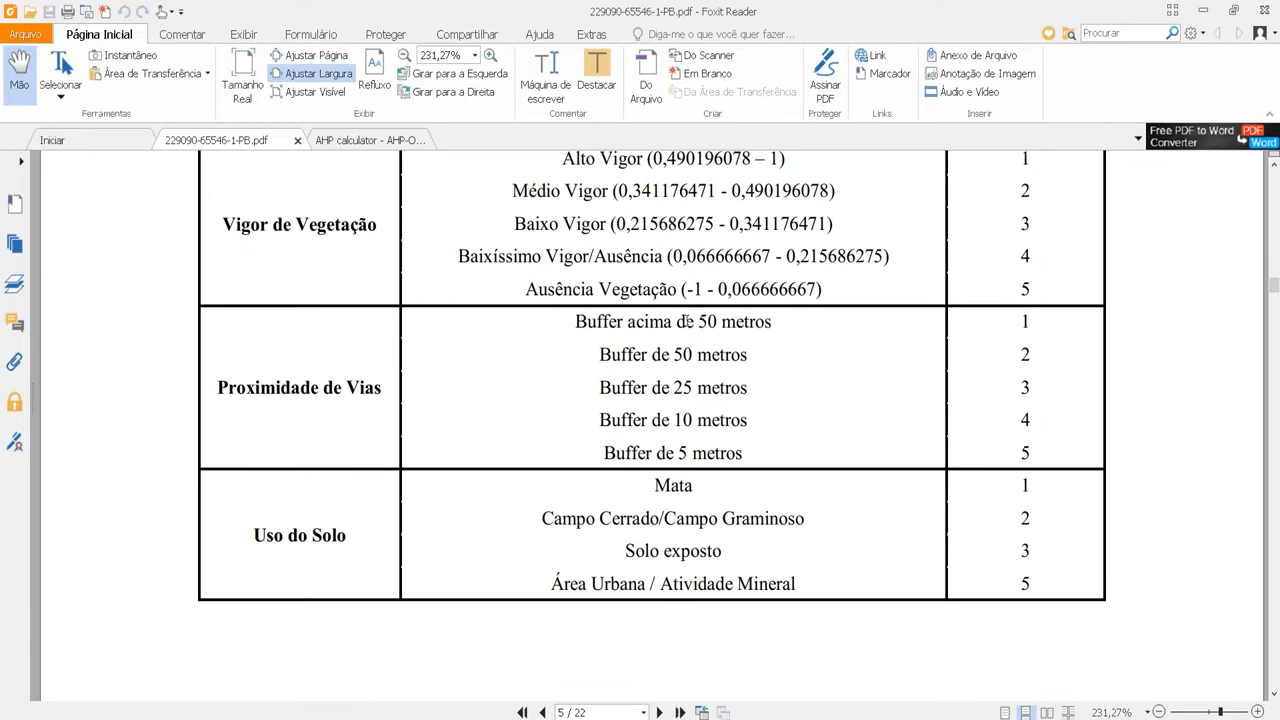 229090-65546-1-PB.pdf - Foxit Reader
Arquivo
Página Inicial
Comentar
Exibir
Formulário
Proteger
Compartilhar
Ajuda
Extras
Diga-me o que você quer fazer...
Procurar
Mão
Selecionar
Instantâneo
Área de Transferência
Ferramentas
Tamanho Real
Ajustar Página
Ajustar Largura
Ajustar Visível
Refluxo
231,27%
Girar para a Esquerda
Girar para a Direita
Exibir
Máquina de escrever
Destacar
Comentar
Do Arquivo
Do Scanner
Em Branco
Da Área de Transferência
Criar
Assinar PDF
Proteger
Link
Marcador
Links
Anexo de Arquivo
Anotação de Imagem
Áudio e Vídeo
Inserir
Iniciar
229090-65546-1-PB.pdf
AHP calculator - AHP-O...
Free PDF to Word
Converter
PDF
Word
Vigor de Vegetação
Alto Vigor (0,490196078 – 1) 1
Médio Vigor (0,341176471 - 0,490196078) 2
Baixo Vigor (0,215686275 - 0,341176471) 3
Baixíssimo Vigor/Ausência (0,066666667 - 0,215686275) 4
Ausência Vegetação (-1 - 0,066666667) 5
Proximidade de Vias
Buffer acima de 50 metros 1
Buffer de 50 metros 2
Buffer de 25 metros 3
Buffer de 10 metros 4
Buffer de 5 metros 5
Uso do Solo
Mata 1
Campo Cerrado/Campo Graminoso 2
Solo exposto 3
Área Urbana / Atividade Mineral 5
5 / 22
231,27%